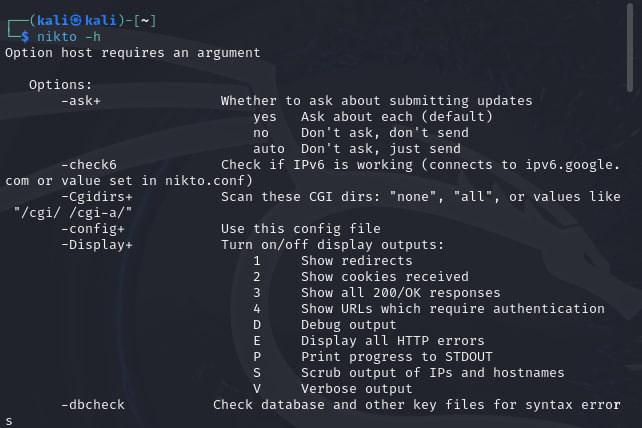 ┌──(kali㉿kali)-[~]
└─$ nikto -h
Option host requires an argument

   Options:
       -ask+               Whether to ask about submitting updates
                               yes   Ask about each (default)
                               no    Don't ask, don't send
                               auto  Don't ask, just send
       -check6             Check if IPv6 is working (connects to ipv6.google.
com or value set in nikto.conf)
       -Cgidirs+           Scan these CGI dirs: "none", "all", or values like
 "/cgi/ /cgi-a/"
       -config+            Use this config file
       -Display+           Turn on/off display outputs:
                               1     Show redirects
                               2     Show cookies received
                               3     Show all 200/OK responses
                               4     Show URLs which require authentication
                               D     Debug output
                               E     Display all HTTP errors
                               P     Print progress to STDOUT
                               S     Scrub output of IPs and hostnames
                               V     Verbose output
       -dbcheck           Check database and other key files for syntax error
s